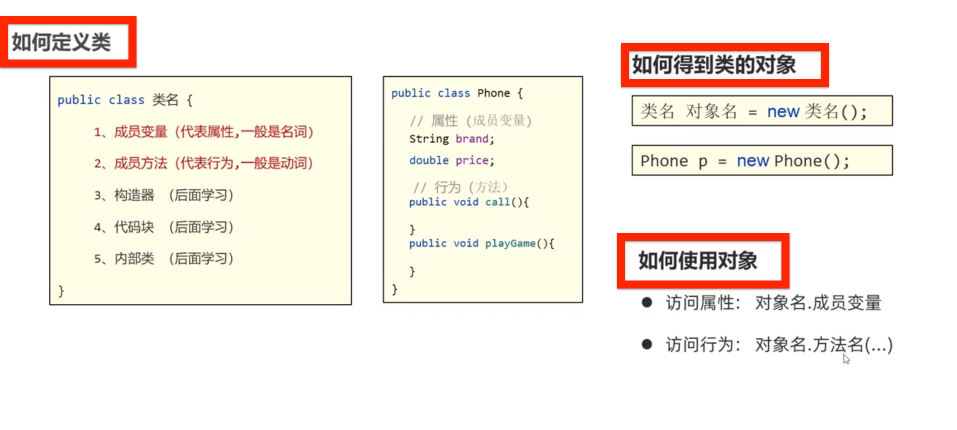 如何定义类
public class 类名 {
1、成员变量（代表属性,一般是名词）
2、成员方法（代表行为,一般是动词）
3、构造器 （后面学习）
4、代码块 （后面学习）
5、内部类 （后面学习）
}
public class Phone {
// 属性（成员变量）
String brand;
double price;
// 行为（方法）
public void call(){
}
public void playGame(){
}
}
如何得到类的对象
类名 对象名 = new 类名();
Phone p = new Phone();
如何使用对象
● 访问属性： 对象名.成员变量
● 访问行为： 对象名.方法名(...)